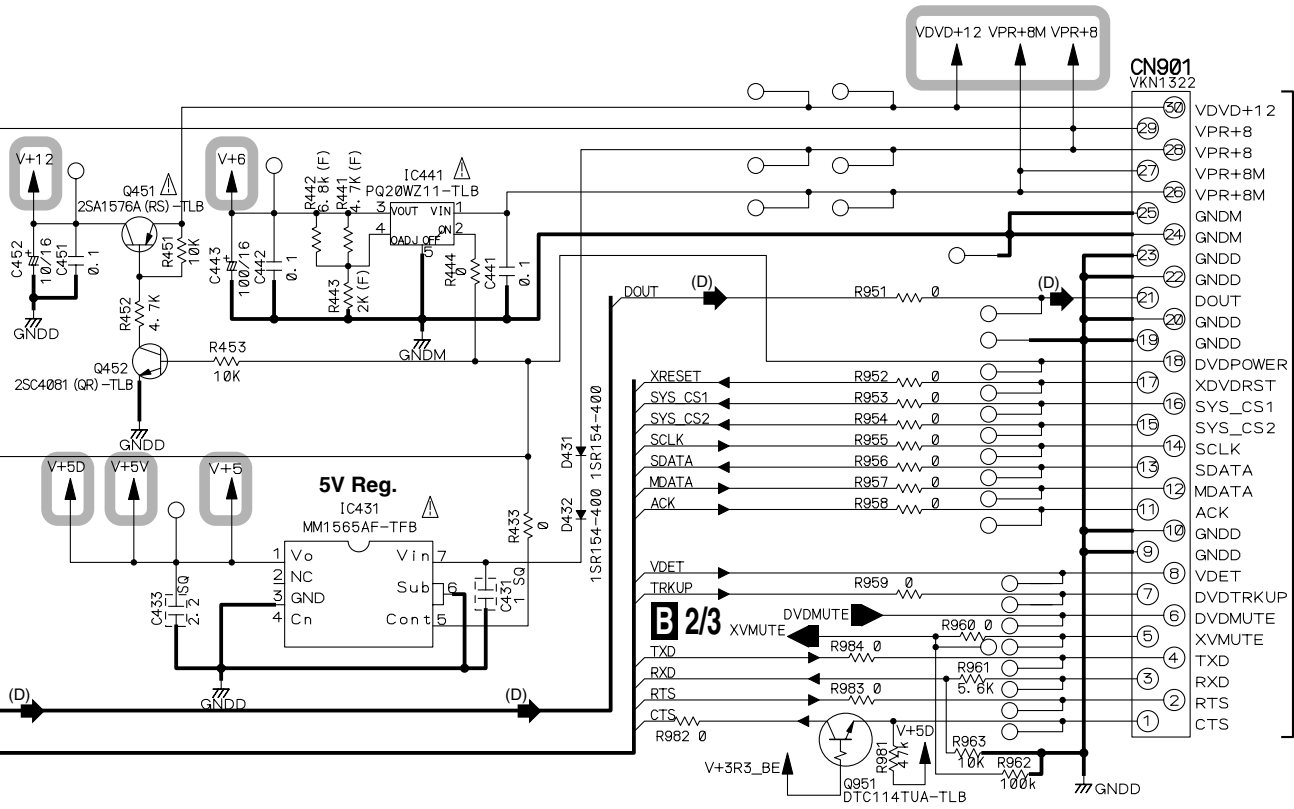 VDVD+12 VPR+8M VPR+8
CN901
VKN1322
30 VDVD+12
29 VPR+8
28 VPR+8
27 VPR+8M
26 VPR+8M
25 GNDM
24 GNDM
23 GNDD
22 GNDD
21 DOUT
20 GNDD
19 GNDD
18 DVDPOWER
17 XDVDRST
16 SYS_CS1
15 SYS_CS2
14 SCLK
13 SDATA
12 MDATA
11 ACK
10 GNDD
9 GNDD
8 VDET
7 DVDTRKUP
6 DVDMUTE
5 XVMUTE
4 TXD
3 RXD
2 RTS
1 CTS
V+12
Q451
2SA1576A(RS)-TLB
C452
10/16
C451
0.1
R451
10K
R452
4.7K
GNDD
Q452
2SC4081(QR)-TLB
GNDD
R453
10K
V+6
C443
100/16
C442
0.1
R442
6.8k(F)
R441
4.7K(F)
R443
2K(F)
IC441
PQ20WZ11-TLB
3 VOUT VIN 1
4 OADJ OFF/ON 2
5
R444
0
C441
0.1
GNDM
DOUT
(D)
R951 0
(D)
XRESET R952 0
SYS CS1 R953 0
SYS CS2 R954 0
SCLK R955 0
SDATA R956 0
MDATA R957 0
ACK R958 0
VDET
TRKUP R959 0
B 2/3
DVDMUTE
XVMUTE
R960 0
TXD R984 0
RXD R961
5.6K
RTS R983 0
CTS
R982 0
V+5D
R981
47k
R963
10K
R962
100k
GNDD
V+3R3_BE
Q951
DTC114TUA-TLB
V+5D
V+5V
V+5
5V Reg.
IC431
MM1565AF-TFB
1 Vo Vin 7
2 NC
3 GND Sub 6
4 Cn Cont 5
C433
2.2 SQ
C431
1 SQ
R433
0
D431
1SR154-400
D432
1SR154-400
GNDD
(D)
(D)